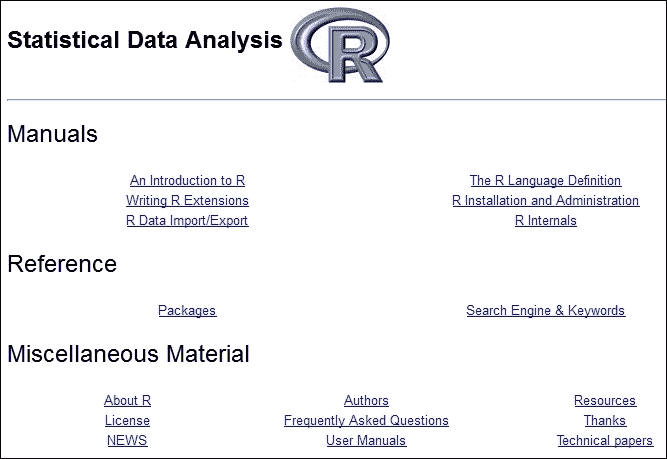 Statistical Data Analysis R
Manuals
An Introduction to R The R Language Definition
Writing R Extensions R Installation and Administration
R Data Import/Export R Internals
Reference
Packages Search Engine & Keywords
Miscellaneous Material
About R Authors Resources
License Frequently Asked Questions Thanks
NEWS User Manuals Technical papers